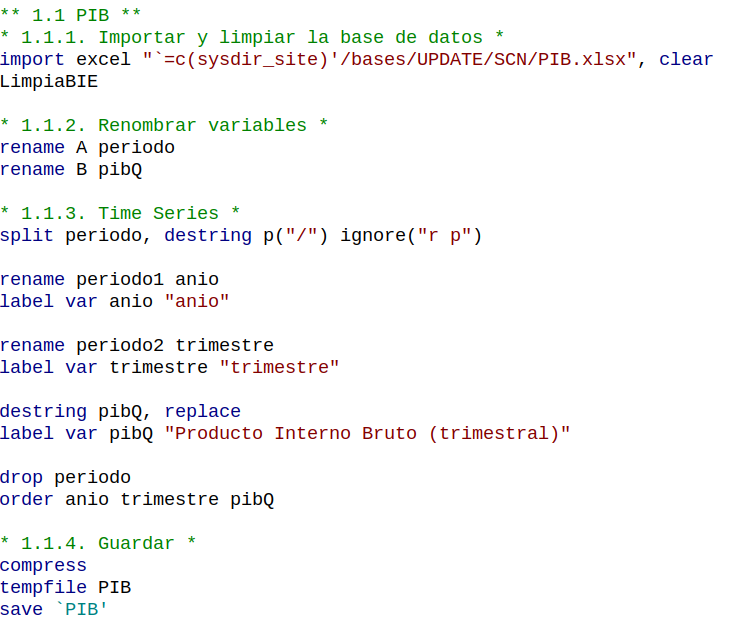 ** 1.1 PIB **
* 1.1.1. Importar y limpiar la base de datos *
import excel "`=c(sysdir_site)'/bases/UPDATE/SCN/PIB.xlsx", clear
LimpiaBIE
* 1.1.2. Renombrar variables *
rename A periodo
rename B pibQ
* 1.1.3. Time Series *
split periodo, destring p("/") ignore("r p")
rename periodo1 anio
label var anio "anio"
rename periodo2 trimestre
label var trimestre "trimestre"
destring pibQ, replace
label var pibQ "Producto Interno Bruto (trimestral)"
drop periodo
order anio trimestre pibQ
* 1.1.4. Guardar *
compress
tempfile PIB
save `PIB'